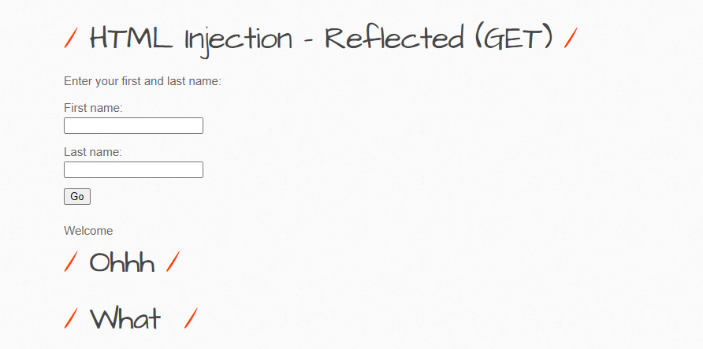 / HTML Injection - Reflected (GET) /
Enter your first and last name:
First name:
Last name:
Go
Welcome
/ Ohhh /
/ What /